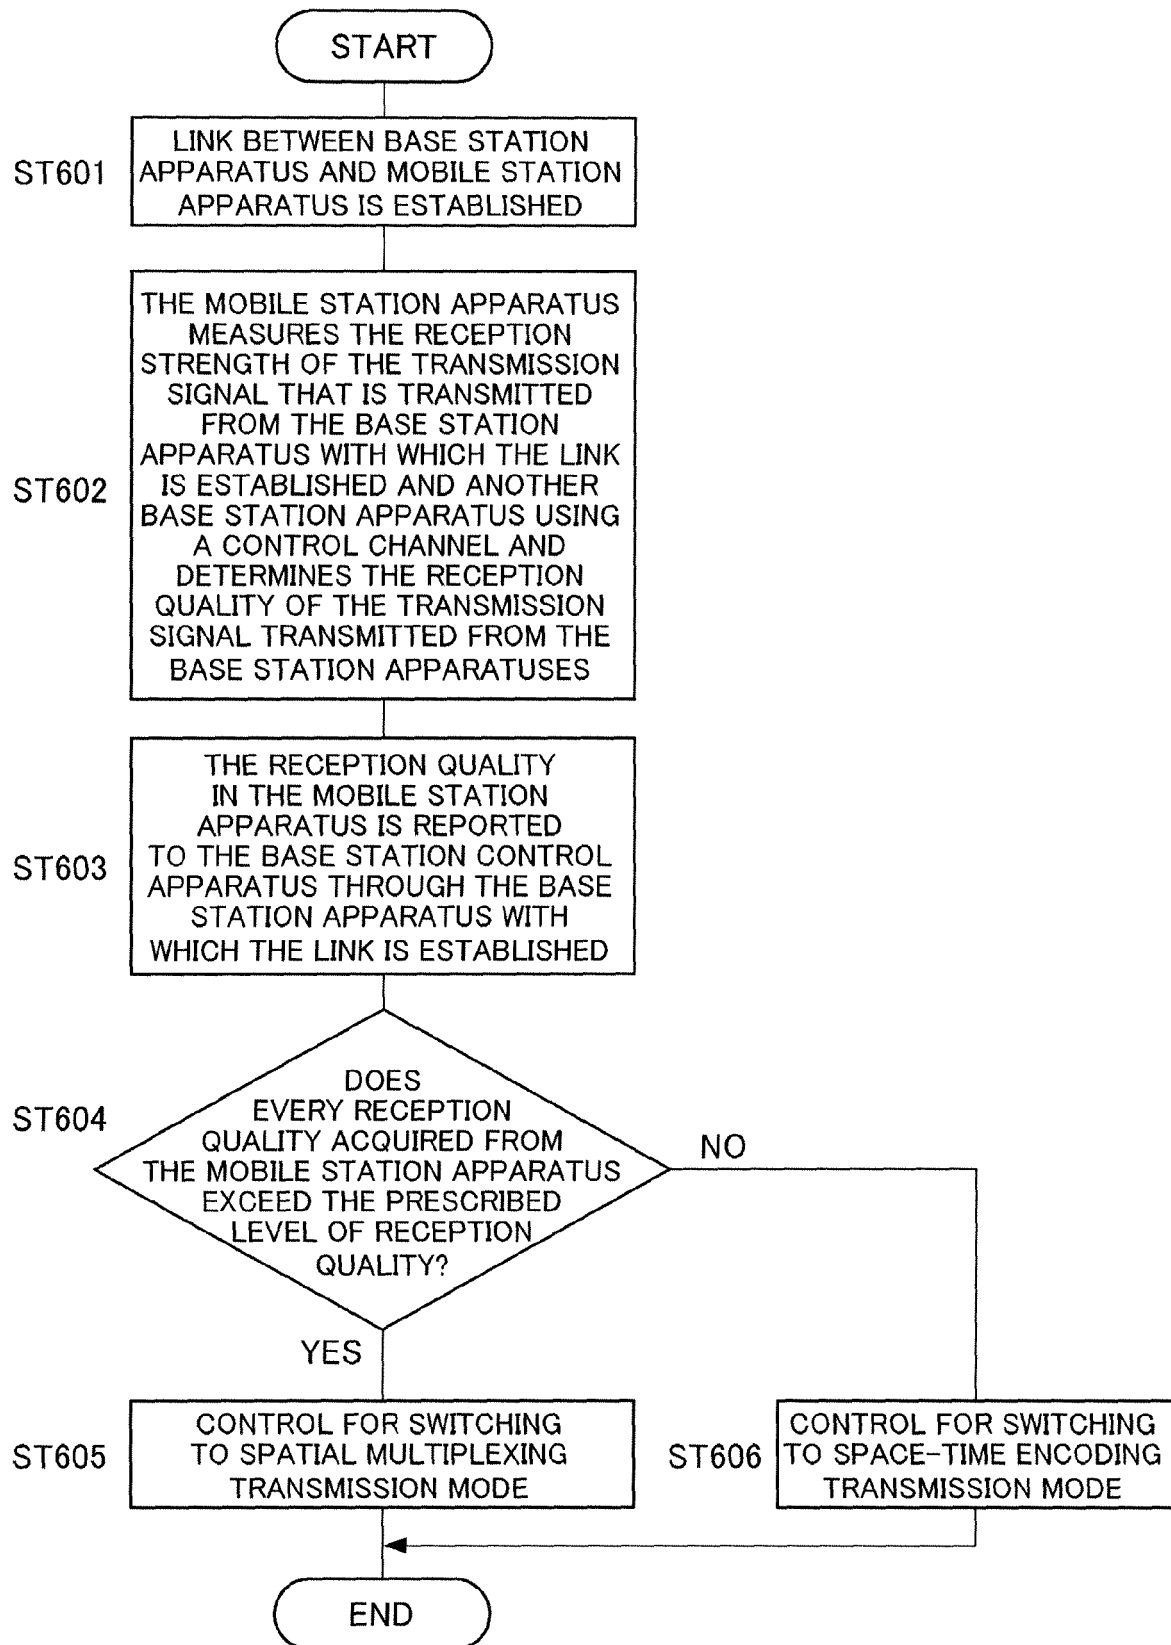 START
ST601
LINK BETWEEN BASE STATION
APPARATUS AND MOBILE STATION
APPARATUS IS ESTABLISHED
ST602
THE MOBILE STATION APPARATUS
MEASURES THE RECEPTION
STRENGTH OF THE TRANSMISSION
SIGNAL THAT IS TRANSMITTED
FROM THE BASE STATION
APPARATUS WITH WHICH THE LINK
IS ESTABLISHED AND ANOTHER
BASE STATION APPARATUS USING
A CONTROL CHANNEL AND
DETERMINES THE RECEPTION
QUALITY OF THE TRANSMISSION
SIGNAL TRANSMITTED FROM THE
BASE STATION APPARATUSES
ST603
THE RECEPTION QUALITY
IN THE MOBILE STATION
APPARATUS IS REPORTED
TO THE BASE STATION CONTROL
APPARATUS THROUGH THE BASE
STATION APPARATUS WITH
WHICH THE LINK IS ESTABLISHED
ST604
DOES
EVERY RECEPTION
QUALITY ACQUIRED FROM
THE MOBILE STATION APPARATUS
EXCEED THE PRESCRIBED
LEVEL OF RECEPTION
QUALITY?
NO
YES
ST605
CONTROL FOR SWITCHING
TO SPATIAL MULTIPLEXING
TRANSMISSION MODE
ST606
CONTROL FOR SWITCHING
TO SPACE-TIME ENCODING
TRANSMISSION MODE
END